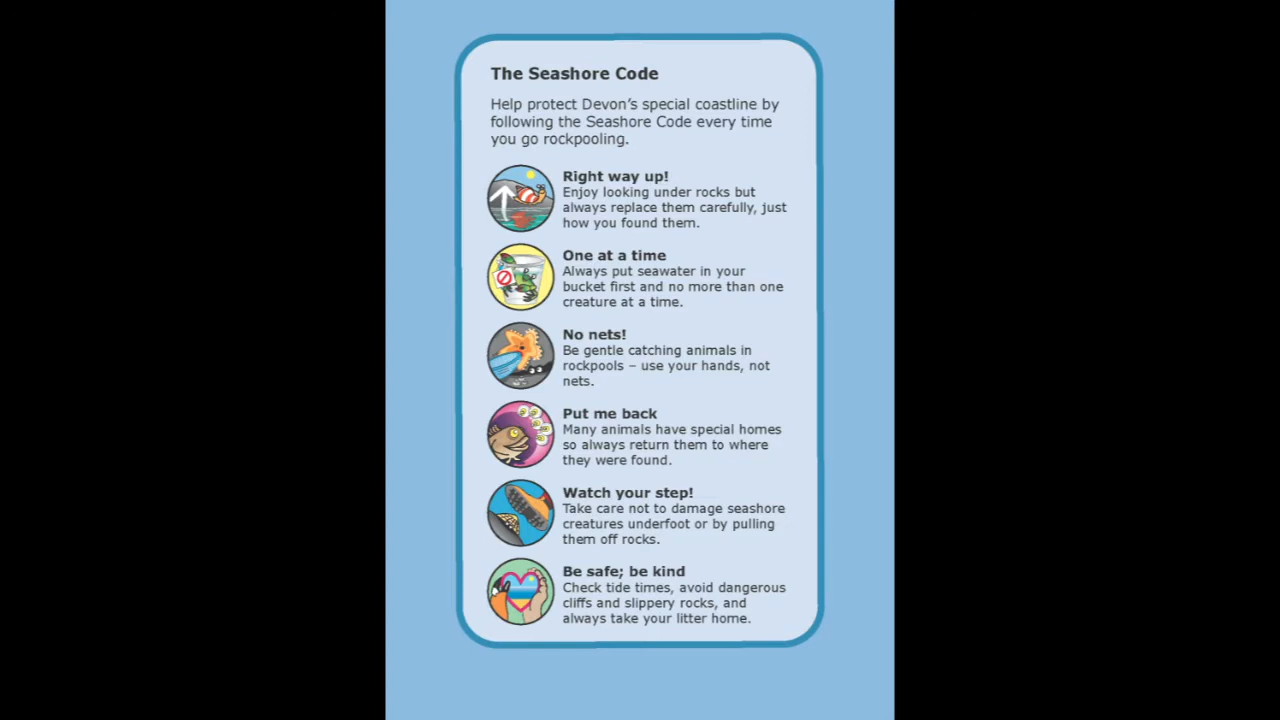 The Seashore Code
Help protect Devon's special coastline by
following the Seashore Code every time
you go rockpooling.
Right way up!
Enjoy looking under rocks but
always replace them carefully, just
how you found them.
One at a time
Always put seawater in your
bucket first and no more than one
creature at a time.
No nets!
Be gentle catching animals in
rockpools – use your hands, not
nets.
Put me back
Many animals have special homes
so always return them to where
they were found.
Watch your step!
Take care not to damage seashore
creatures underfoot or by pulling
them off rocks.
Be safe; be kind
Check tide times, avoid dangerous
cliffs and slippery rocks, and
always take your litter home.